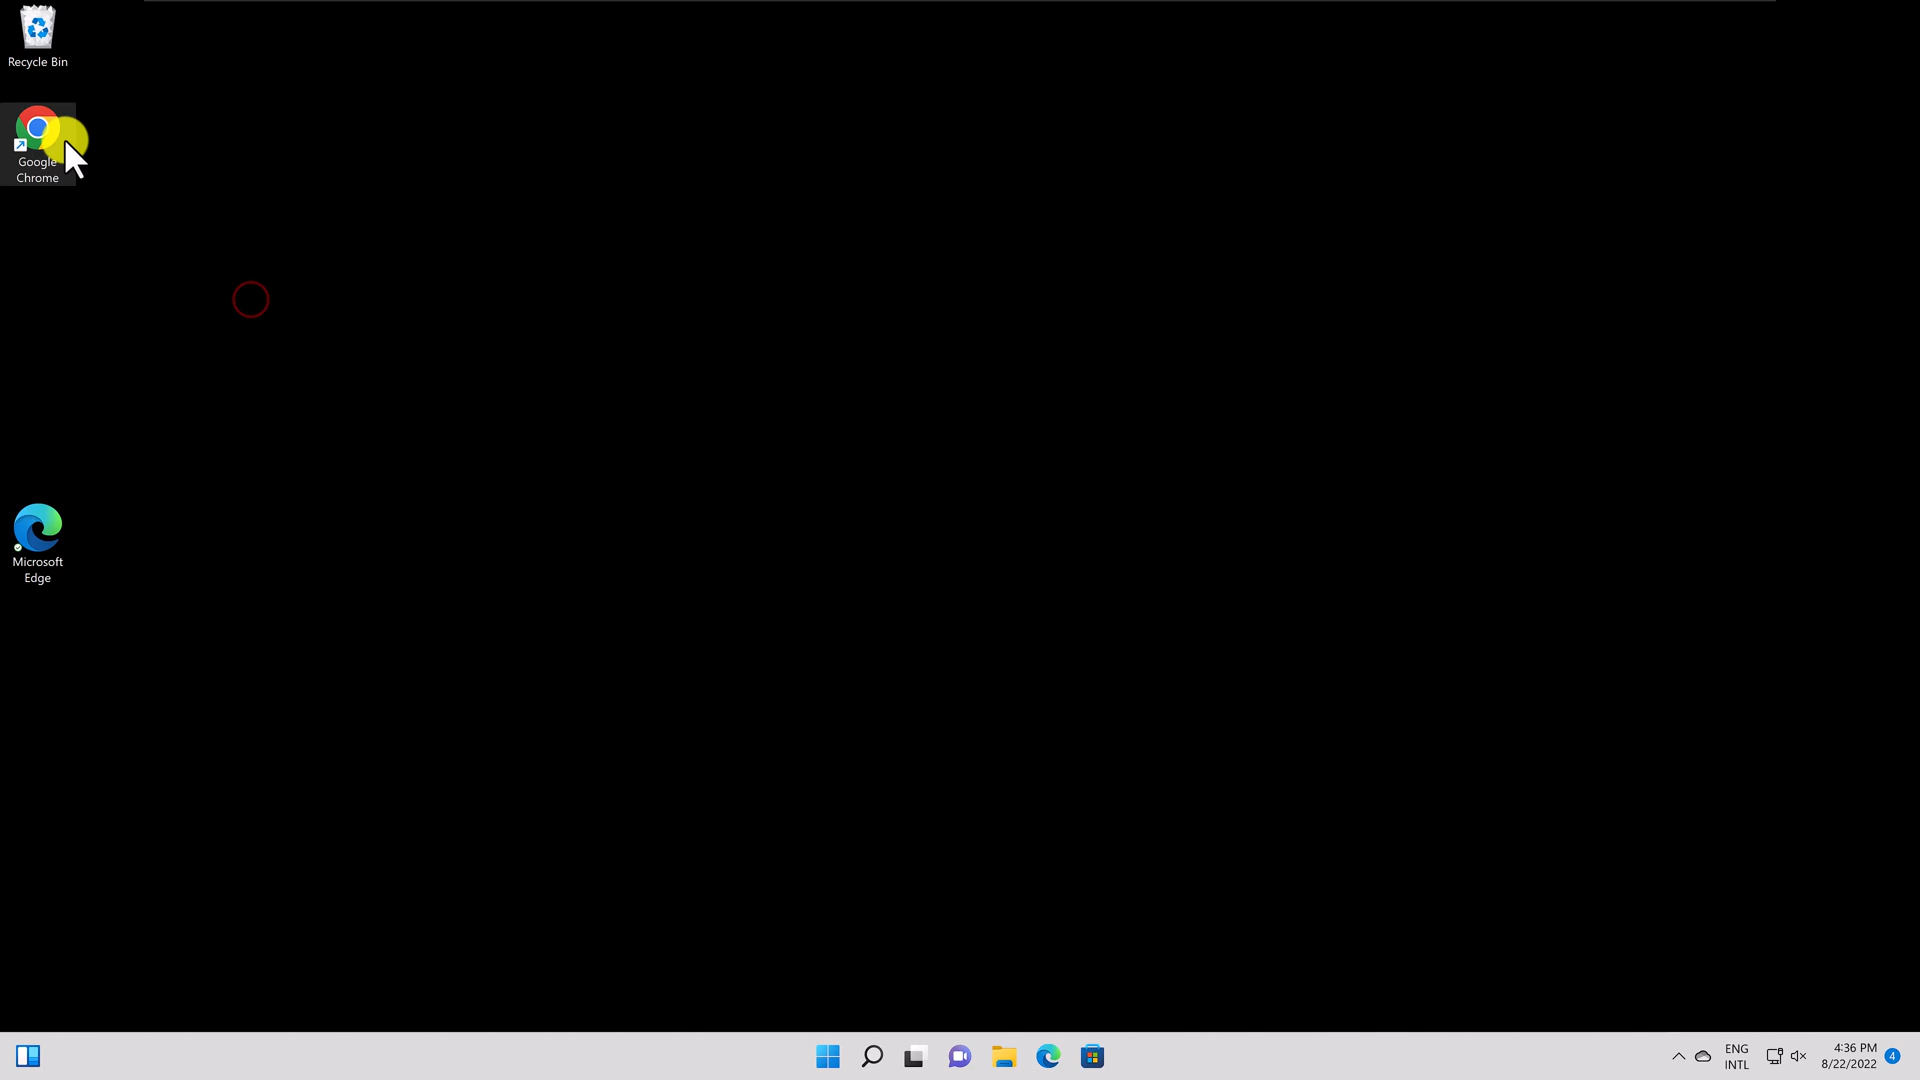 Recycle Bin
Google
Chrome
Microsoft
Edge
ENG
INTL
4:36 PM
8/22/2022
4